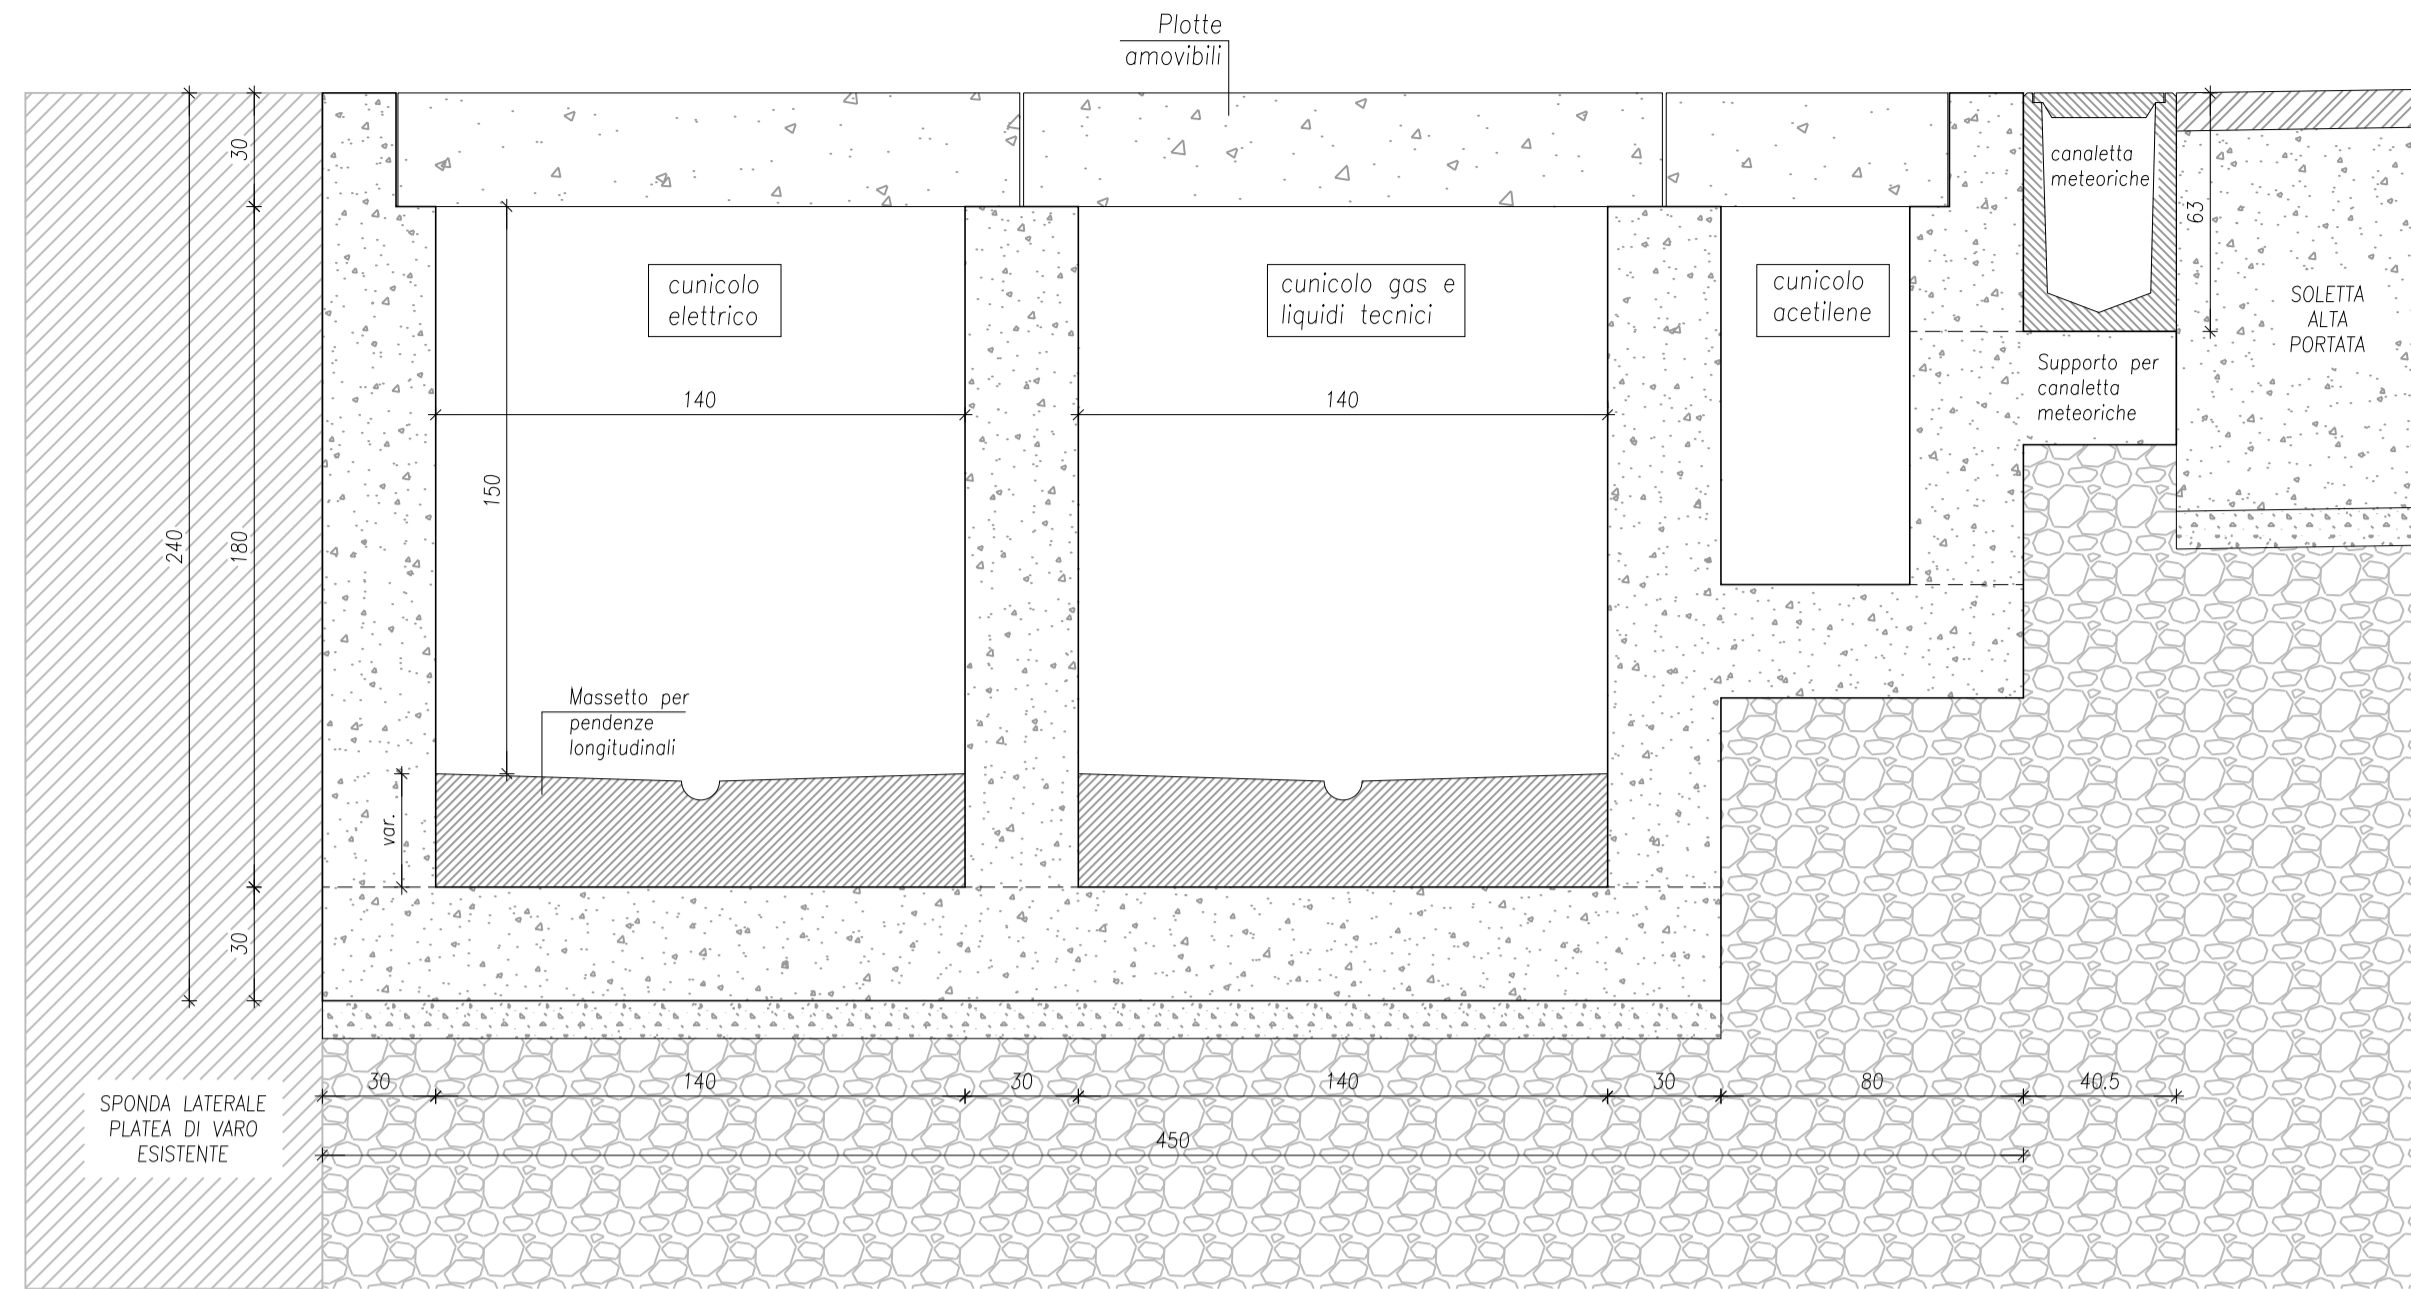 Plotte
amovibili
30
240
180
30
150
140
140
63
cunicolo
elettrico
cunicolo gas e
liquidi tecnici
cunicolo
acetilene
canaletta
meteoriche
Supporto per
canaletta
meteoriche
SOLETTA
ALTA
PORTATA
Massetto per
pendenze
longitudinali
var.
SPONDA LATERALE
PLATEA DI VARO
ESISTENTE
30 140 30 140 30 80 40.5
450